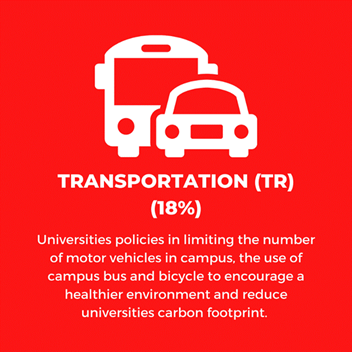 TRANSPORTATION (TR)
(18%)
Universities policies in limiting the number
of motor vehicles in campus, the use of
campus bus and bicycle to encourage a
healthier environment and reduce
universities carbon footprint.